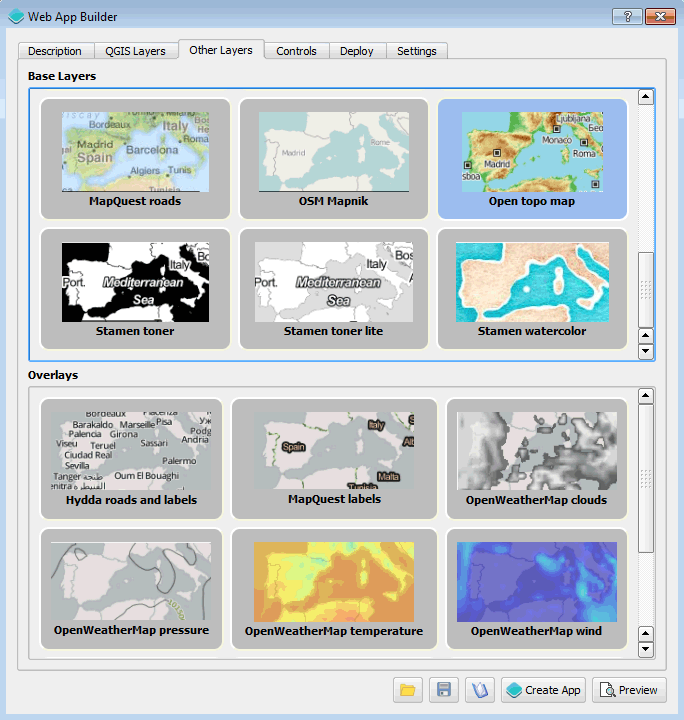 Web App Builder
Description QGIS Layers Other Layers Controls Deploy Settings
Base Layers
Bordeaux
Italy
Madrid
Roma
Spain
Barcelona
Algiers Tunis
MapQuest roads
Madrid
Rome
OSM Mapnik
Ljubljana
Monaco
Madrid
Roma
Open topo map
Italy
Port.
Mediterranean
Sea
Stamen toner
Italy
Port.
Mediterranean
Sea
Stamen toner lite
Stamen watercolor
Overlays
Bordeaux
Barakaldo Marseille Pisa
Palencia Girona
Viseu Teruel Sassari Andria
Ciudad Real
Sevilla Palermo
Tanger طنجة Oum El Bouaghi
Hydda roads and labels
Italy
Spain
Malta
MapQuest labels
OpenWeatherMap clouds
OpenWeatherMap pressure
OpenWeatherMap temperature
OpenWeatherMap wind
Create App Preview